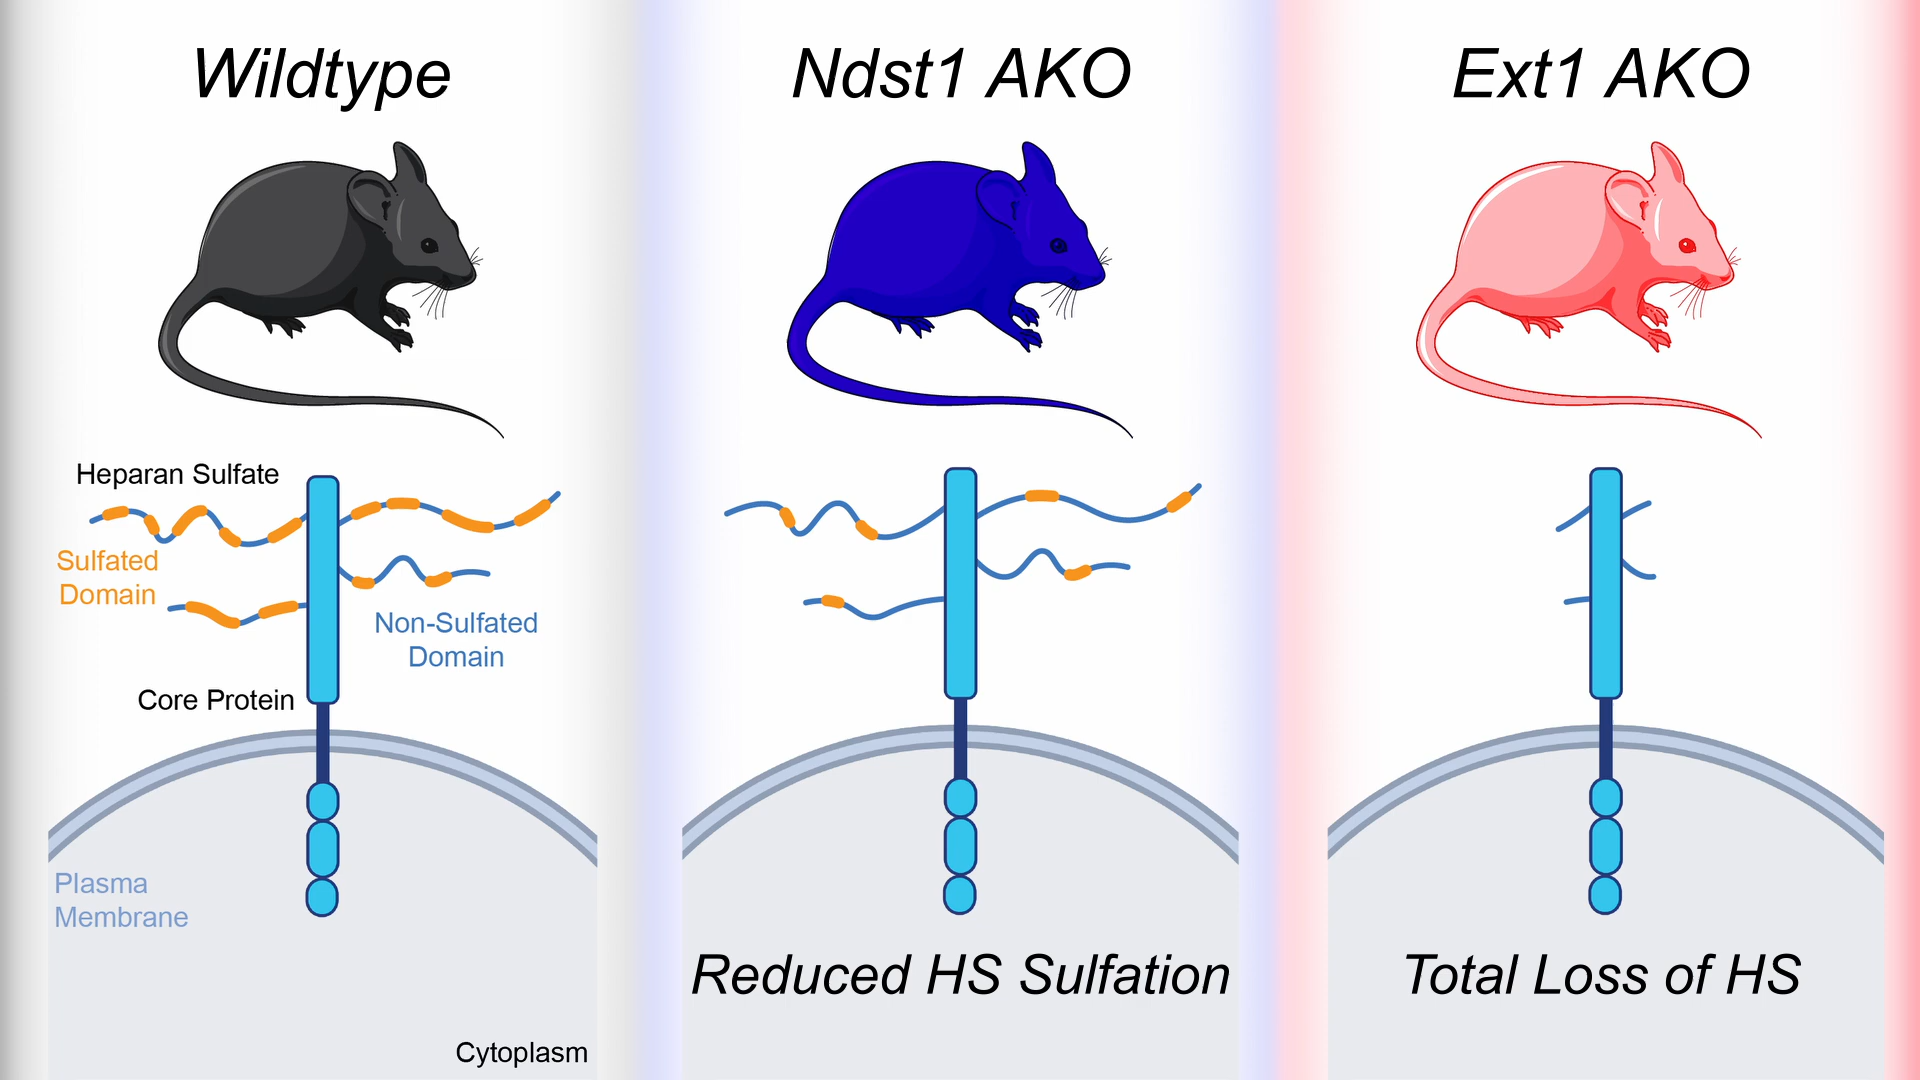 Wildtype
Ndst1 AKO
Ext1 AKO
Heparan Sulfate
Sulfated
Domain
Non-Sulfated
Domain
Core Protein
Plasma
Membrane
Cytoplasm
Reduced HS Sulfation
Total Loss of HS